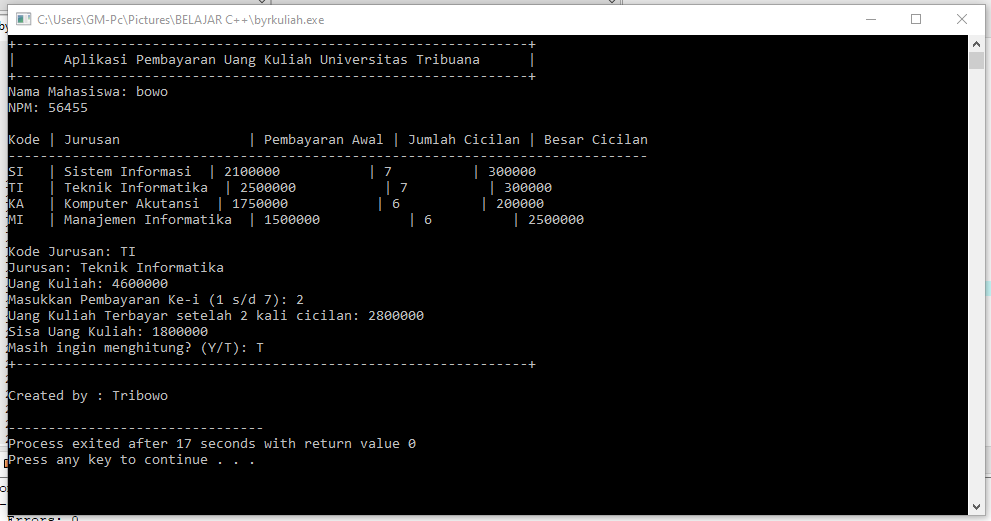 C:\Users\GM-Pc\Pictures\BELAJAR C++\byrkuliah.exe
+----------------------------------------------------------------+
|      Aplikasi Pembayaran Uang Kuliah Universitas Tribuana      |
+----------------------------------------------------------------+
Nama Mahasiswa: bowo
NPM: 56455
Kode | Jurusan                | Pembayaran Awal | Jumlah Cicilan | Besar Cicilan
--------------------------------------------------------------------------------
SI   | Sistem Informasi  | 2100000           | 7          | 300000
TI   | Teknik Informatika  | 2500000           | 7          | 300000
KA   | Komputer Akutansi  | 1750000           | 6          | 200000
MI   | Manajemen Informatika  | 1500000           | 6          | 2500000
Kode Jurusan: TI
Jurusan: Teknik Informatika
Uang Kuliah: 4600000
Masukkan Pembayaran Ke-i (1 s/d 7): 2
Uang Kuliah Terbayar setelah 2 kali cicilan: 2800000
Sisa Uang Kuliah: 1800000
Masih ingin menghitung? (Y/T): T
+----------------------------------------------------------------+
Created by : Tribowo
--------------------------------
Process exited after 17 seconds with return value 0
Press any key to continue . . .
Errors: 0